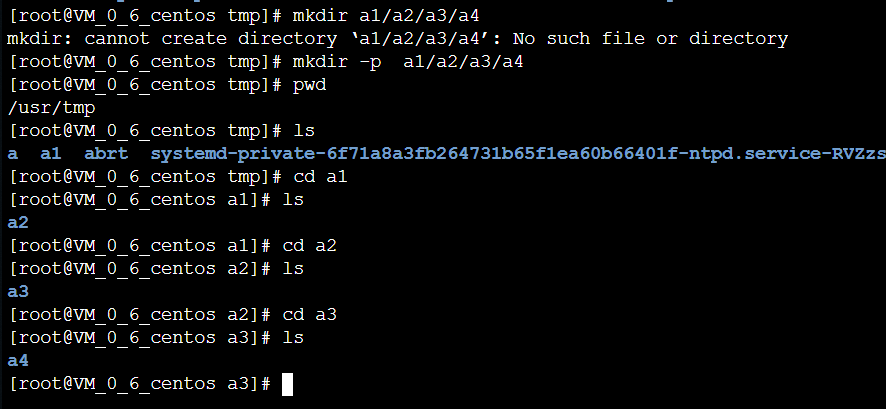 [root@VM_0_6_centos tmp]# mkdir a1/a2/a3/a4
mkdir: cannot create directory ‘a1/a2/a3/a4’: No such file or directory
[root@VM_0_6_centos tmp]# mkdir -p  a1/a2/a3/a4
[root@VM_0_6_centos tmp]# pwd
/usr/tmp
[root@VM_0_6_centos tmp]# ls
a  a1  abrt  systemd-private-6f71a8a3fb264731b65f1ea60b66401f-ntpd.service-RVZzs
[root@VM_0_6_centos tmp]# cd a1
[root@VM_0_6_centos a1]# ls
a2
[root@VM_0_6_centos a1]# cd a2
[root@VM_0_6_centos a2]# ls
a3
[root@VM_0_6_centos a2]# cd a3
[root@VM_0_6_centos a3]# ls
a4
[root@VM_0_6_centos a3]#